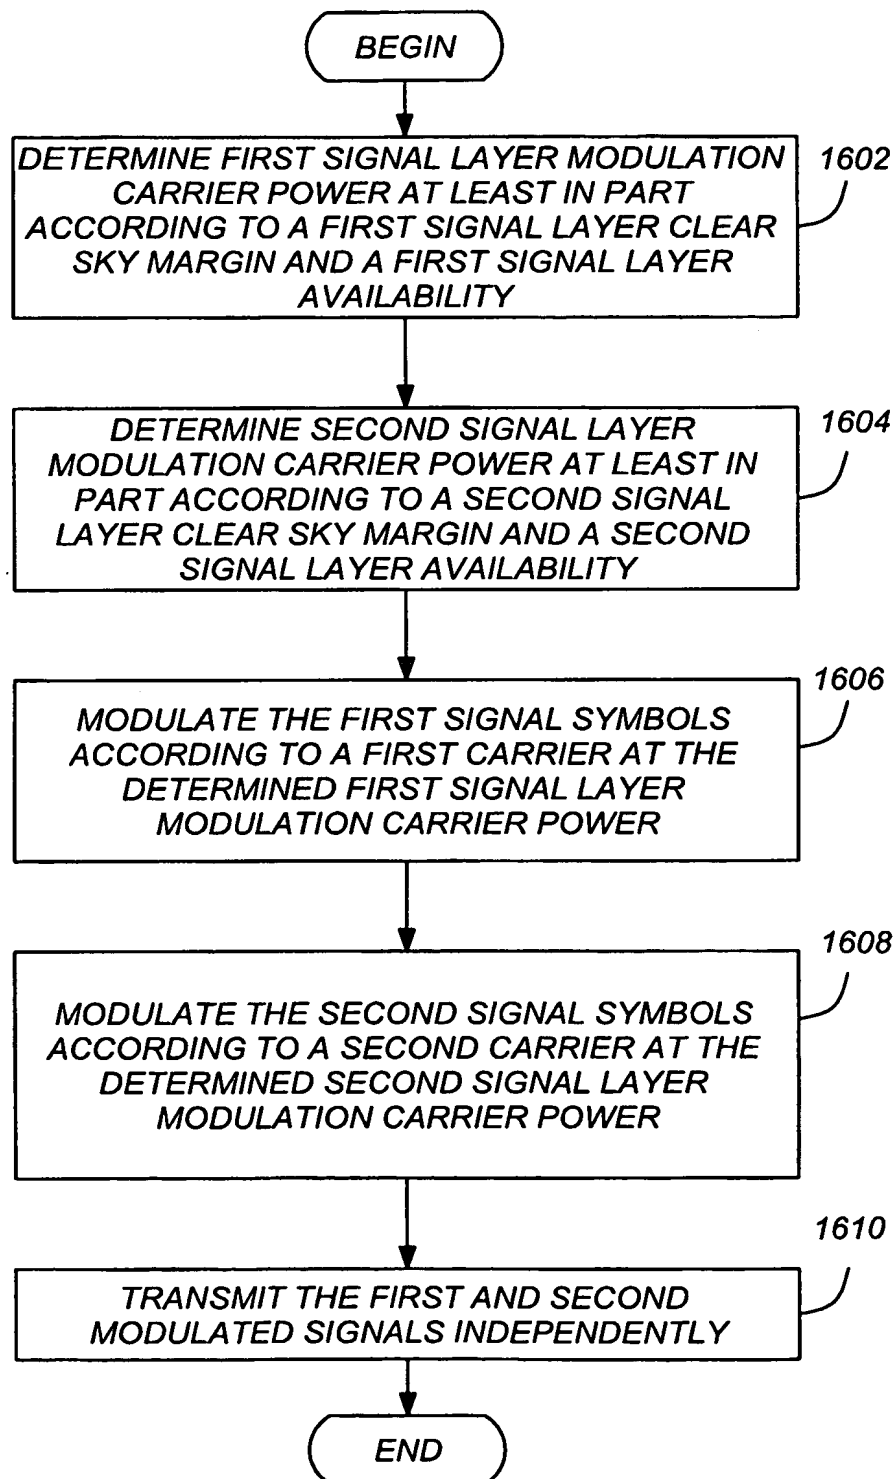 BEGIN
DETERMINE FIRST SIGNAL LAYER MODULATION
CARRIER POWER AT LEAST IN PART
ACCORDING TO A FIRST SIGNAL LAYER CLEAR
SKY MARGIN AND A FIRST SIGNAL LAYER
AVAILABILITY
1602
DETERMINE SECOND SIGNAL LAYER
MODULATION CARRIER POWER AT LEAST IN
PART ACCORDING TO A SECOND SIGNAL
LAYER CLEAR SKY MARGIN AND A SECOND
SIGNAL LAYER AVAILABILITY
1604
MODULATE THE FIRST SIGNAL SYMBOLS
ACCORDING TO A FIRST CARRIER AT THE
DETERMINED FIRST SIGNAL LAYER
MODULATION CARRIER POWER
1606
MODULATE THE SECOND SIGNAL SYMBOLS
ACCORDING TO A SECOND CARRIER AT THE
DETERMINED SECOND SIGNAL LAYER
MODULATION CARRIER POWER
1608
TRANSMIT THE FIRST AND SECOND
MODULATED SIGNALS INDEPENDENTLY
1610
END